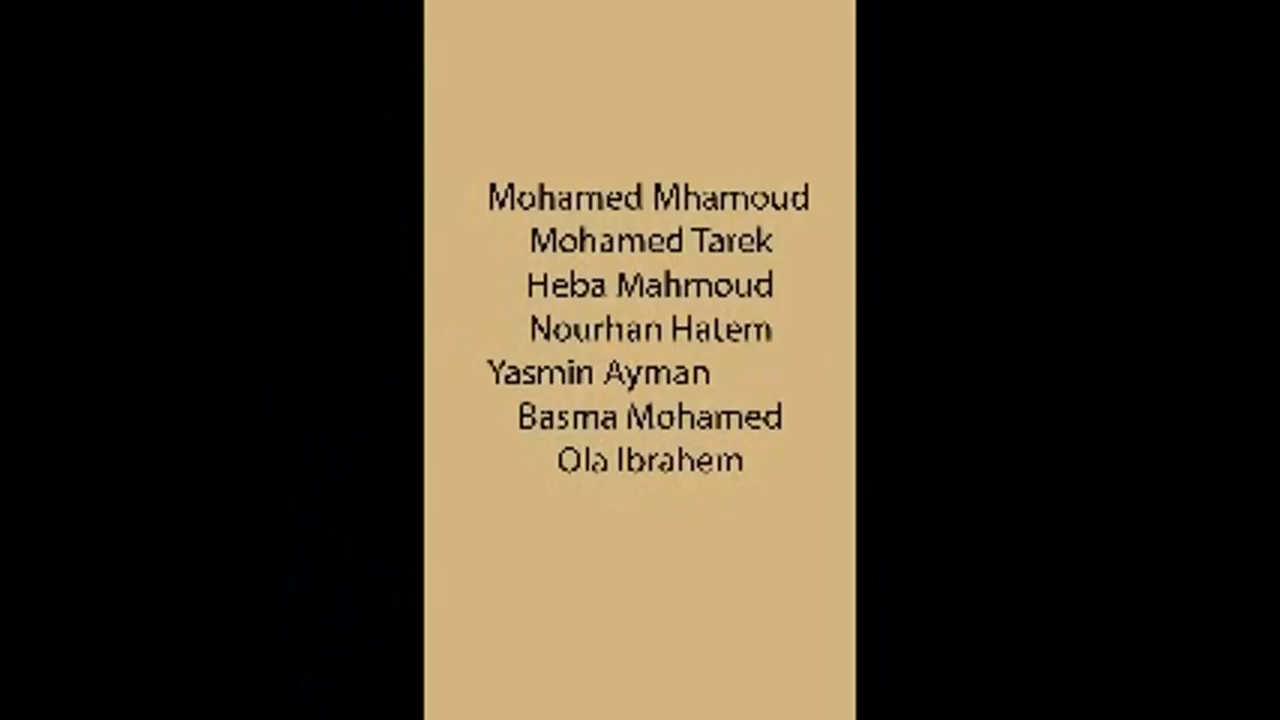 Mohamed Mhamoud
Mohamed Tarek
Heba Mahmoud
Nourhan Hatem
Yasmin Ayman
Basma Mohamed
Ola Ibrahem